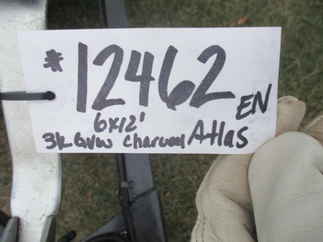 # 12462 EN
6x12'
3k GVW Charcoal Atlas